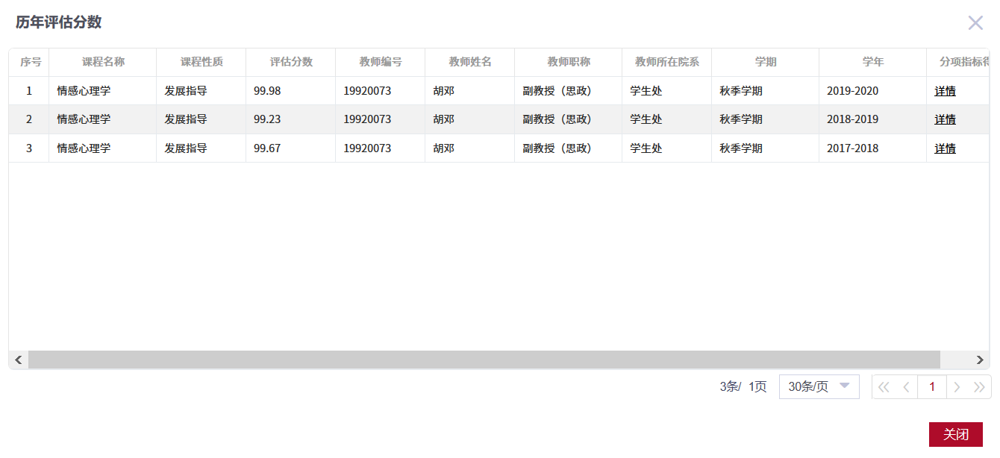 历年评估分数
序号 课程名称 课程性质 评估分数 教师编号 教师姓名 教师职称 教师所在院系 学期 学年 分项指标得
1 情感心理学 发展指导 99.98 19920073 胡邓 副教授（思政） 学生处 秋季学期 2019-2020 详情
2 情感心理学 发展指导 99.23 19920073 胡邓 副教授（思政） 学生处 秋季学期 2018-2019 详情
3 情感心理学 发展指导 99.67 19920073 胡邓 副教授（思政） 学生处 秋季学期 2017-2018 详情
3条/ 1页 30条/页 1
关闭